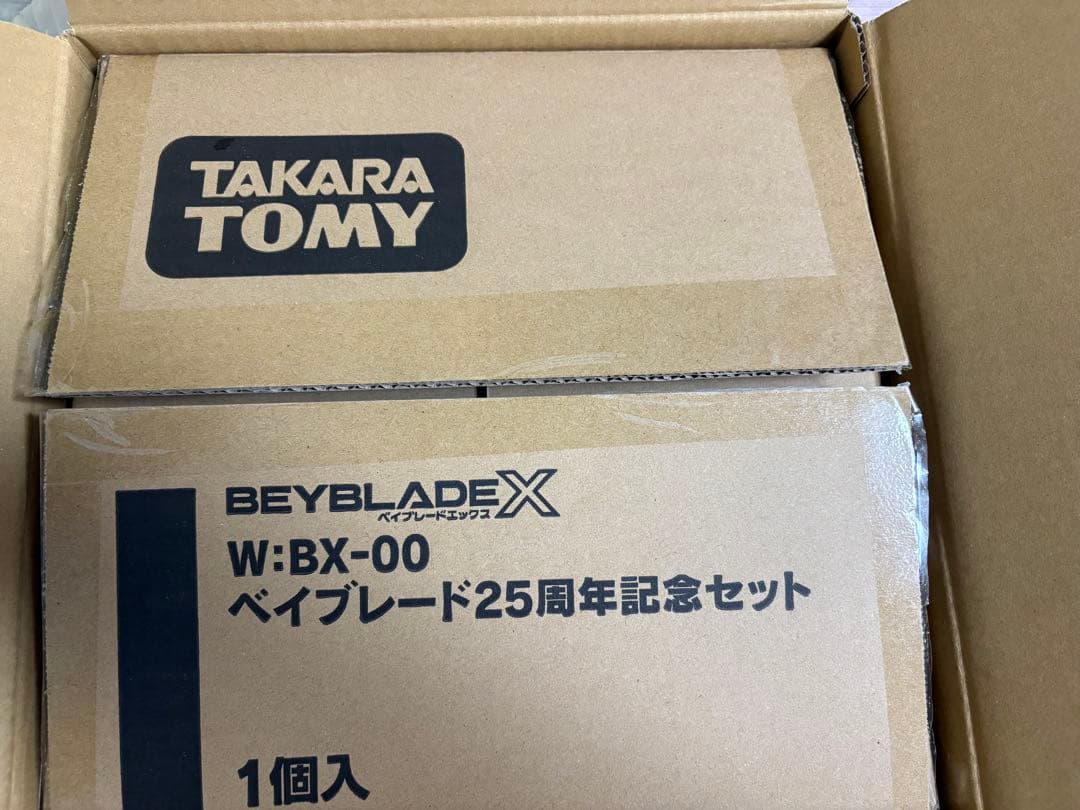 TAKARA
TOMY
BEYBLADE X
ベイブレードエックス
W:BX-00
ベイブレード25周年記念セット
1個入